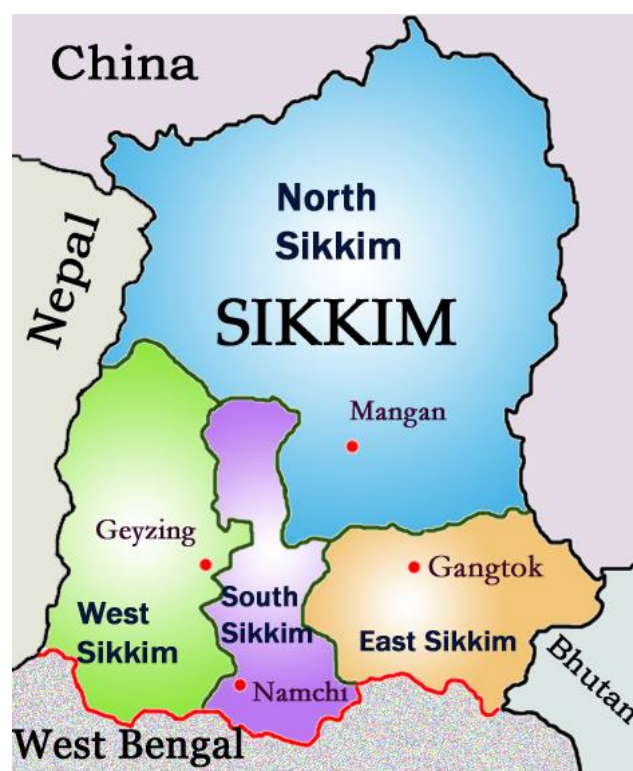 China
North
Sikkim
Nepal
SIKKIM
Mangan
Geyzing
Gangtok
South
Sikkim
West
Sikkim
East Sikkim
Bhutan
Namchi
West Bengal